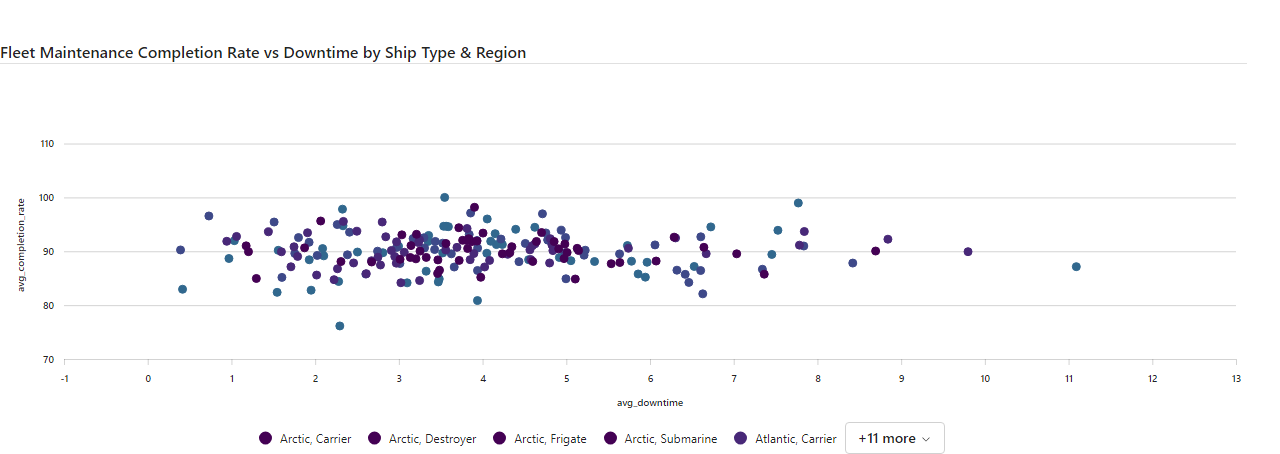 Fleet Maintenance Completion Rate vs Downtime by Ship Type & Region
110
100
90
80
70
avg_completion_rate
-1 0 1 2 3 4 5 6 7 8 9 10 11 12 13
avg_downtime
Arctic, Carrier Arctic, Destroyer Arctic, Frigate Arctic, Submarine Atlantic, Carrier +11 more